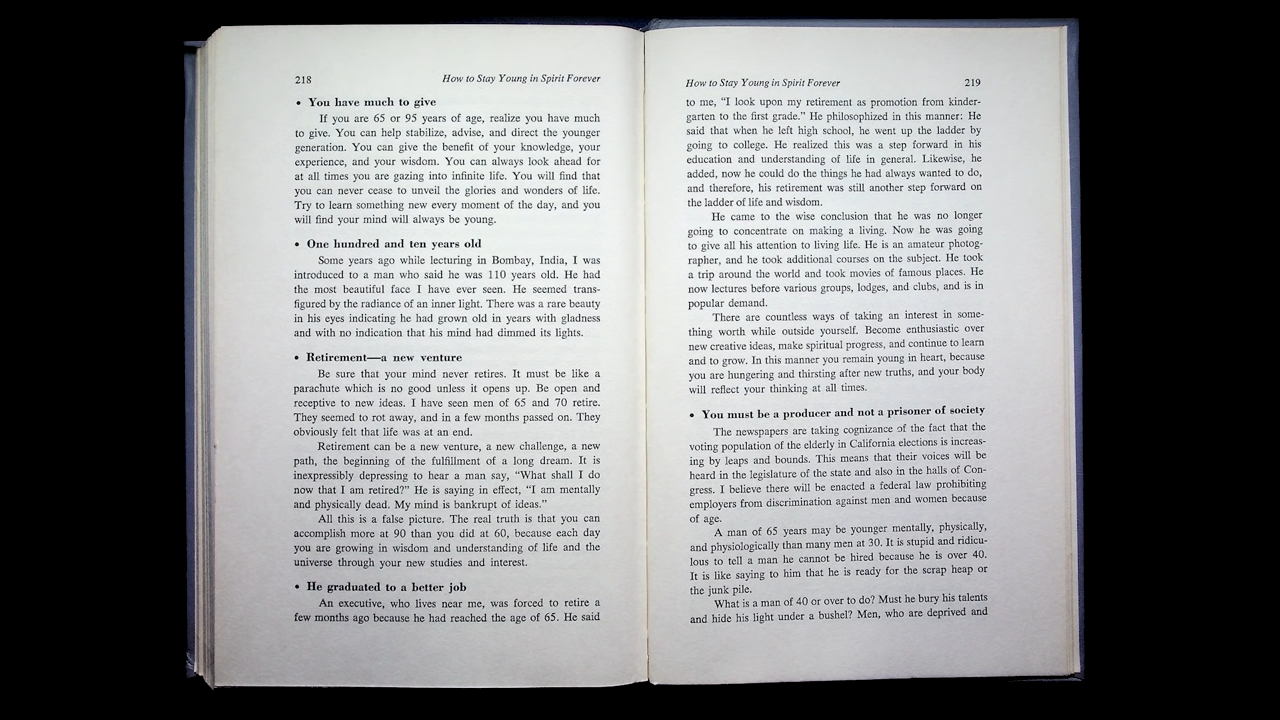 218
How to Stay Young in Spirit Forever
• You have much to give
If you are 65 or 95 years of age, realize you have much
to give. You can help stabilize, advise, and direct the younger
generation. You can give the benefit of your knowledge, your
experience, and your wisdom. You can always look ahead for
at all times you are gazing into infinite life. You will find that
you can never cease to unveil the glories and wonders of life.
Try to learn something new every moment of the day, and you
will find your mind will always be young.
• One hundred and ten years old
Some years ago while lecturing in Bombay, India, I was
introduced to a man who said he was 110 years old. He had
the most beautiful face I have ever seen. He seemed trans-
figured by the radiance of an inner light. There was a rare beauty
in his eyes indicating he had grown old in years with gladness
and with no indication that his mind had dimmed its lights.
• Retirement—a new venture
Be sure that your mind never retires. It must be like a
parachute which is no good unless it opens up. Be open and
receptive to new ideas. I have seen men of 65 and 70 retire.
They seemed to rot away, and in a few months passed on. They
obviously felt that life was at an end.
Retirement can be a new venture, a new challenge, a new
path, the beginning of the fulfillment of a long dream. It is
inexpressibly depressing to hear a man say, “What shall I do
now that I am retired?” He is saying in effect, “I am mentally
and physically dead. My mind is bankrupt of ideas.”
All this is a false picture. The real truth is that you can
accomplish more at 90 than you did at 60, because each day
you are growing in wisdom and understanding of life and the
universe through your new studies and interest.
• He graduated to a better job
An executive, who lives near me, was forced to retire a
few months ago because he had reached the age of 65. He said
How to Stay Young in Spirit Forever
219
to me, “I look upon my retirement as promotion from kinder-
garten to the first grade.” He philosophized in this manner: He
said that when he left high school, he went up the ladder by
going to college. He realized this was a step forward in his
education and understanding of life in general. Likewise, he
added, now he could do the things he had always wanted to do,
and therefore, his retirement was still another step forward on
the ladder of life and wisdom.
He came to the wise conclusion that he was no longer
going to concentrate on making a living. Now he was going
to give all his attention to living life. He is an amateur photog-
rapher, and he took additional courses on the subject. He took
a trip around the world and took movies of famous places. He
now lectures before various groups, lodges, and clubs, and is in
popular demand.
There are countless ways of taking an interest in some-
thing worth while outside yourself. Become enthusiastic over
new creative ideas, make spiritual progress, and continue to learn
and to grow. In this manner you remain young in heart, because
you are hungering and thirsting after new truths, and your body
will reflect your thinking at all times.
• You must be a producer and not a prisoner of society
The newspapers are taking cognizance of the fact that the
voting population of the elderly in California elections is increas-
ing by leaps and bounds. This means that their voices will be
heard in the legislature of the state and also in the halls of Con-
gress. I believe there will be enacted a federal law prohibiting
employers from discrimination against men and women because
of age.
A man of 65 years may be younger mentally, physically,
and physiologically than many men at 30. It is stupid and ridicu-
lous to tell a man he cannot be hired because he is over 40.
It is like saying to him that he is ready for the scrap heap or
the junk pile.
What is a man of 40 or over to do? Must he bury his talents
and hide his light under a bushel? Men, who are deprived and